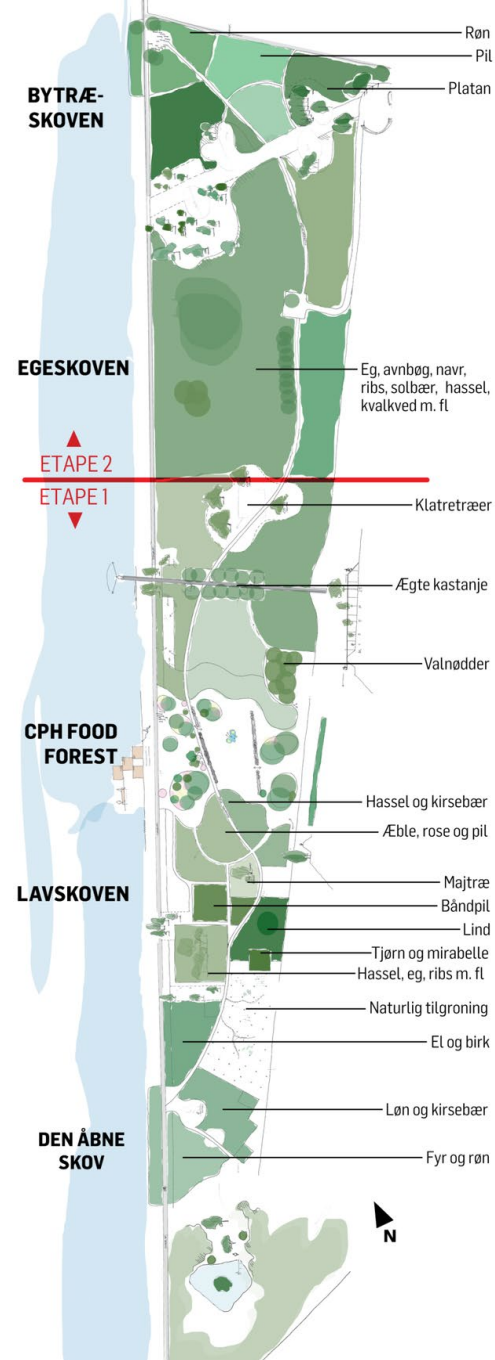 Røn
Pil
Platan
BYTRÆ-
SKOVEN
EGESKOVEN
Eg, avnbøg, navr,
ribs, solbær, hassel,
kvalkved m. fl
ETAPE 2
ETAPE 1
Klatretræer
Ægte kastanje
Valnødder
CPH FOOD
FOREST
Hassel og kirsebær
Æble, rose og pil
Majtræ
LAVSKOVEN
Båndpil
Lind
Tjørn og mirabelle
Hassel, eg, ribs m. fl
Naturlig tilgroning
El og birk
Løn og kirsebær
DEN ÅBNE
SKOV
Fyr og røn
N